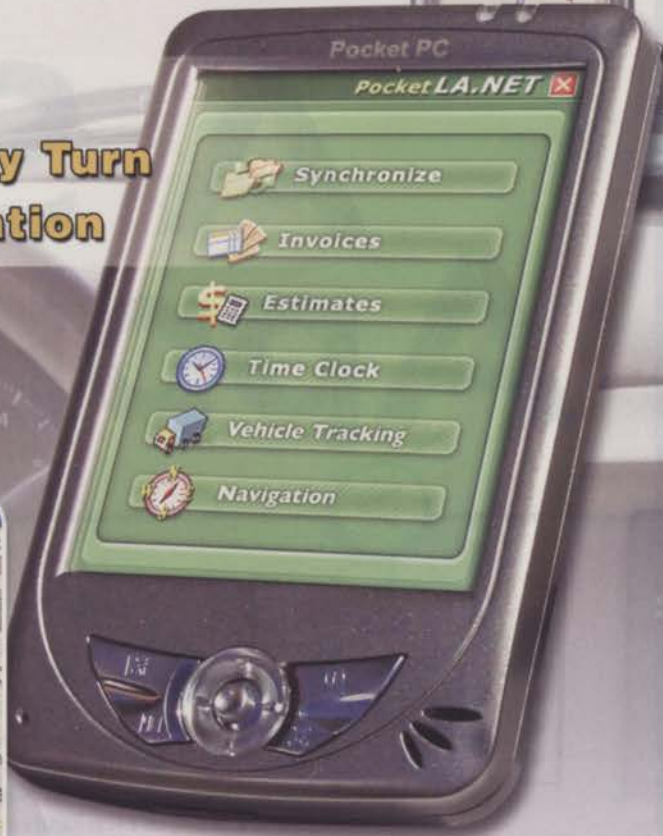 Pocket PC
Pocket LA.NET
y Turn
ation
Synchronize
Invoices
Estimates
Time Clock
Vehicle Tracking
Navigation